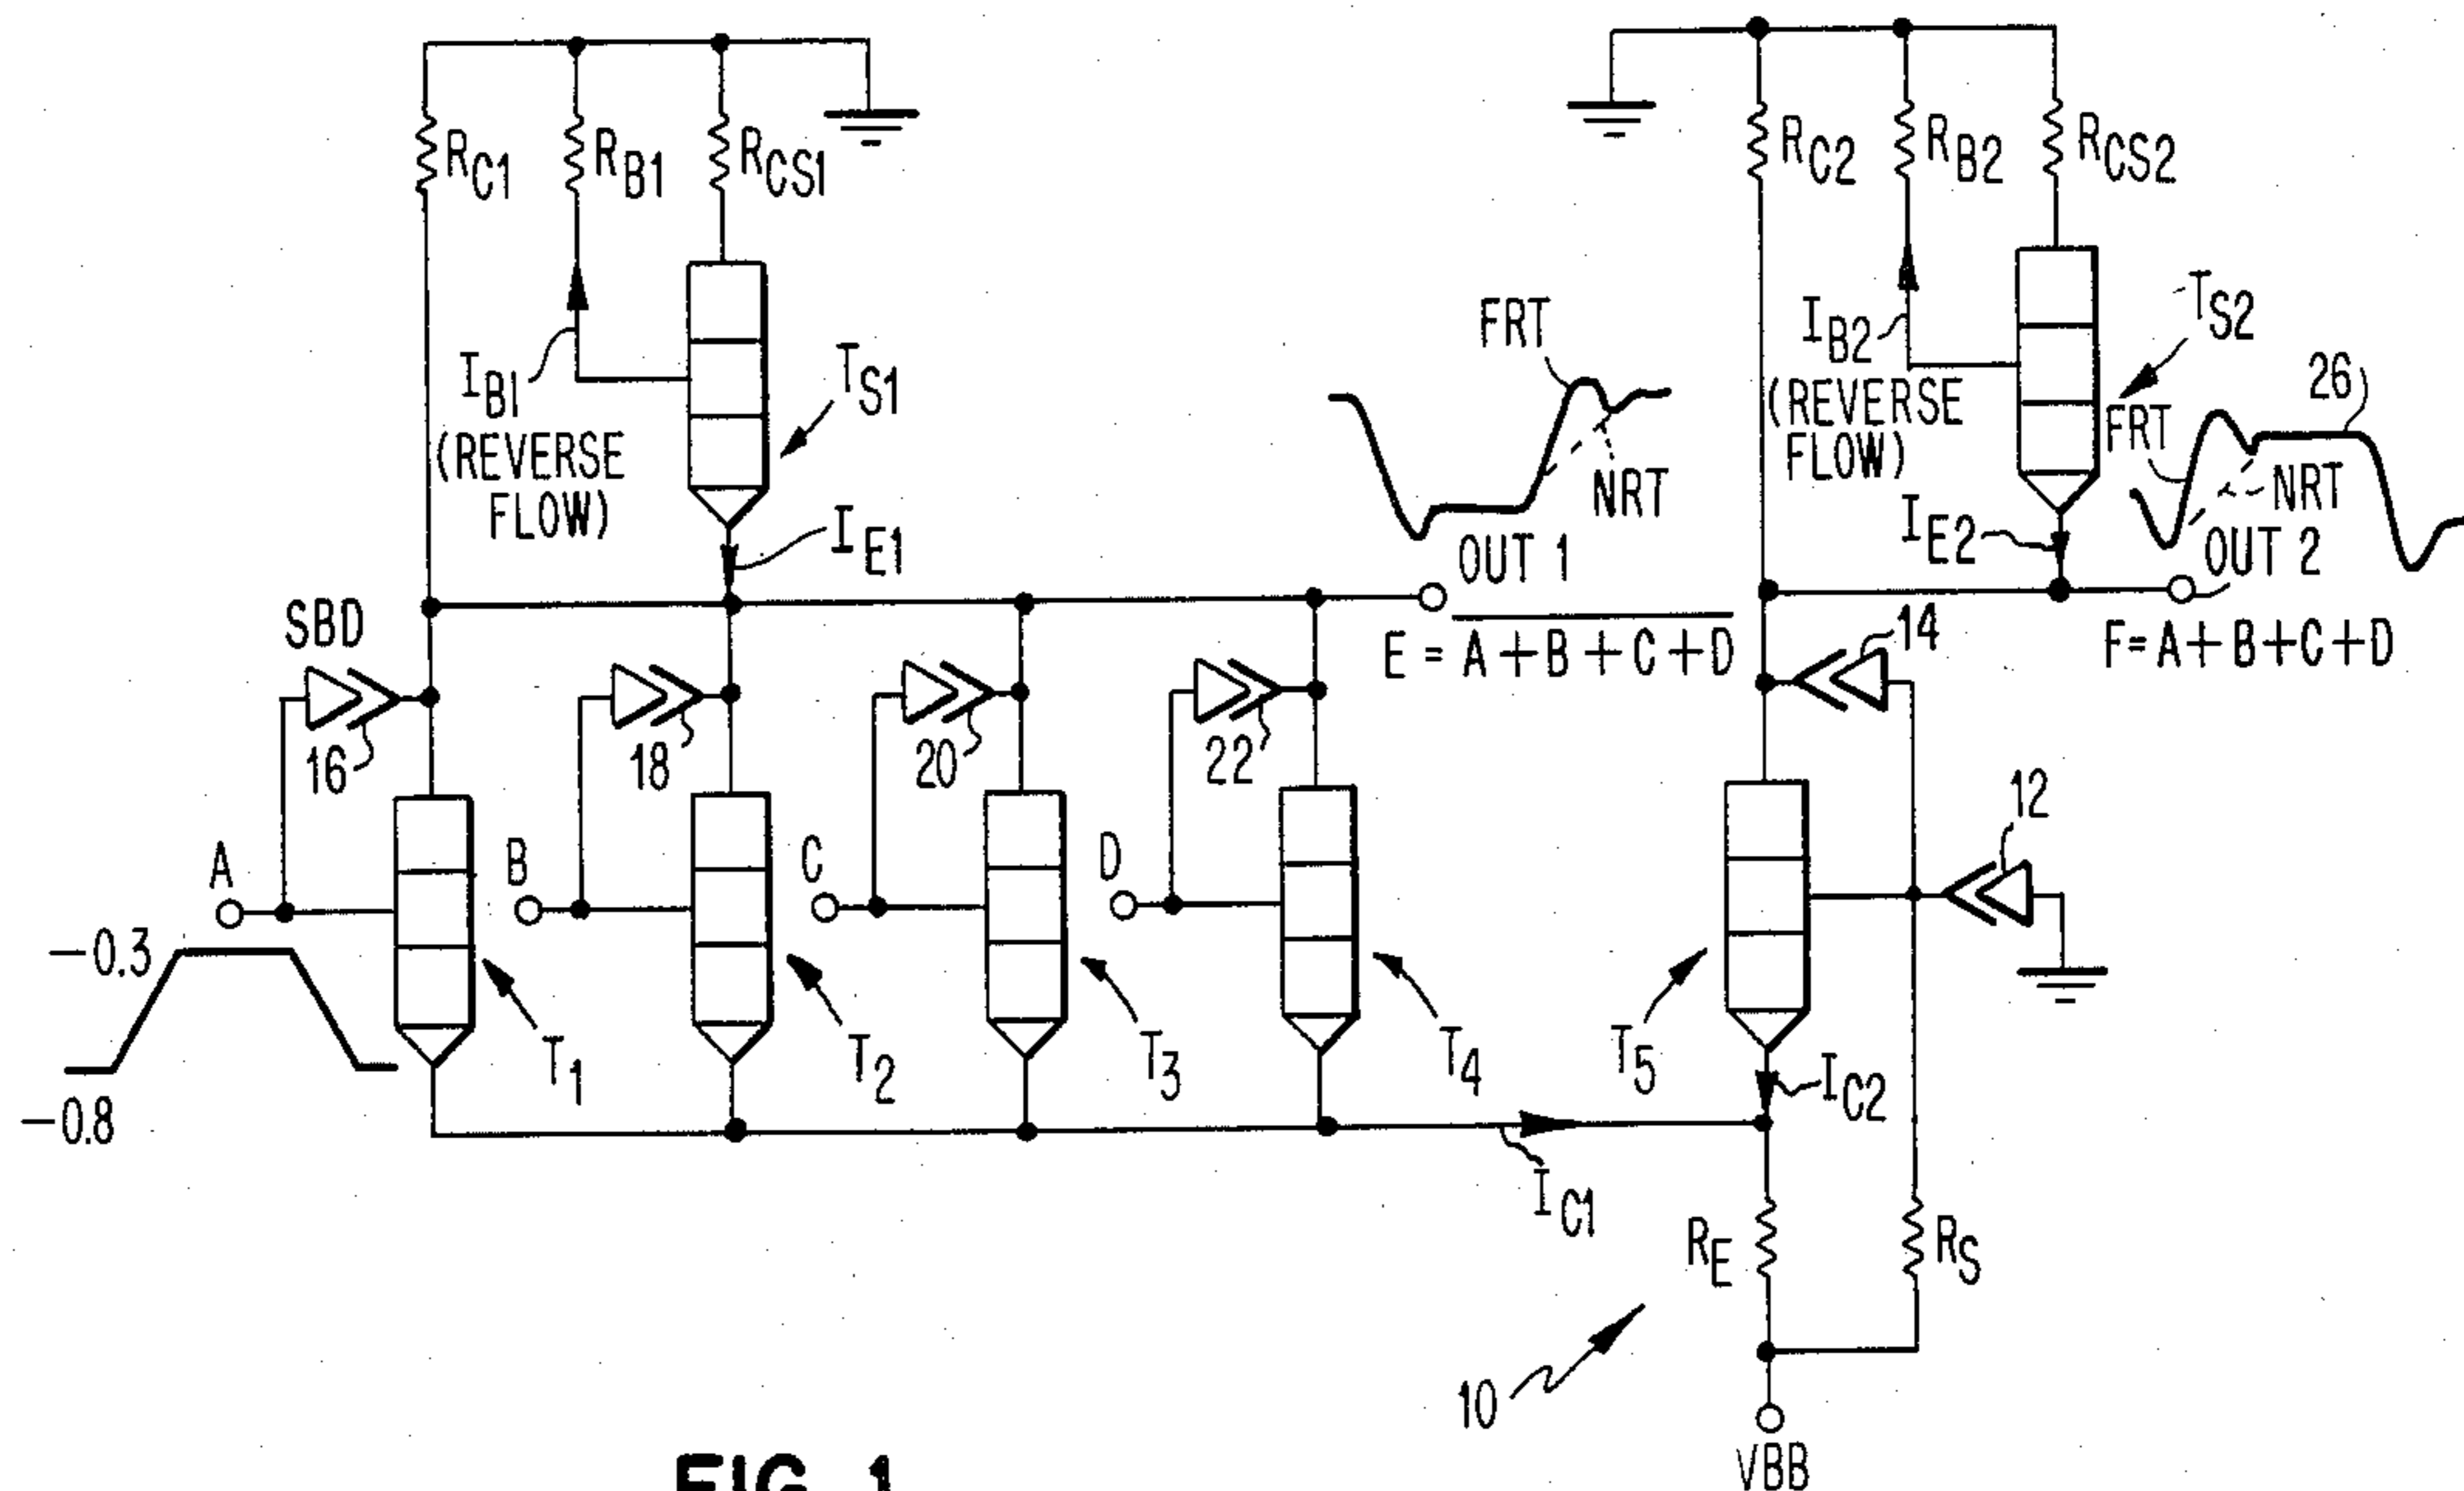 RC1
RB1
RCS1
RC2
RB2
RCS2
IB1
(REVERSE
FLOW)
TS1
IE1
FRT
NRT
OUT 1
E = A+B+C+D
IB2
(REVERSE
FLOW)
TS2
26
FRT
NRT
IE2
OUT 2
F=A+B+C+D
SBD
16
18
20
22
14
12
A
B
C
D
-0.3
-0.8
T1
T2
T3
T4
T5
IC2
IC1
RE
RS
10
VBB
FIG. 1